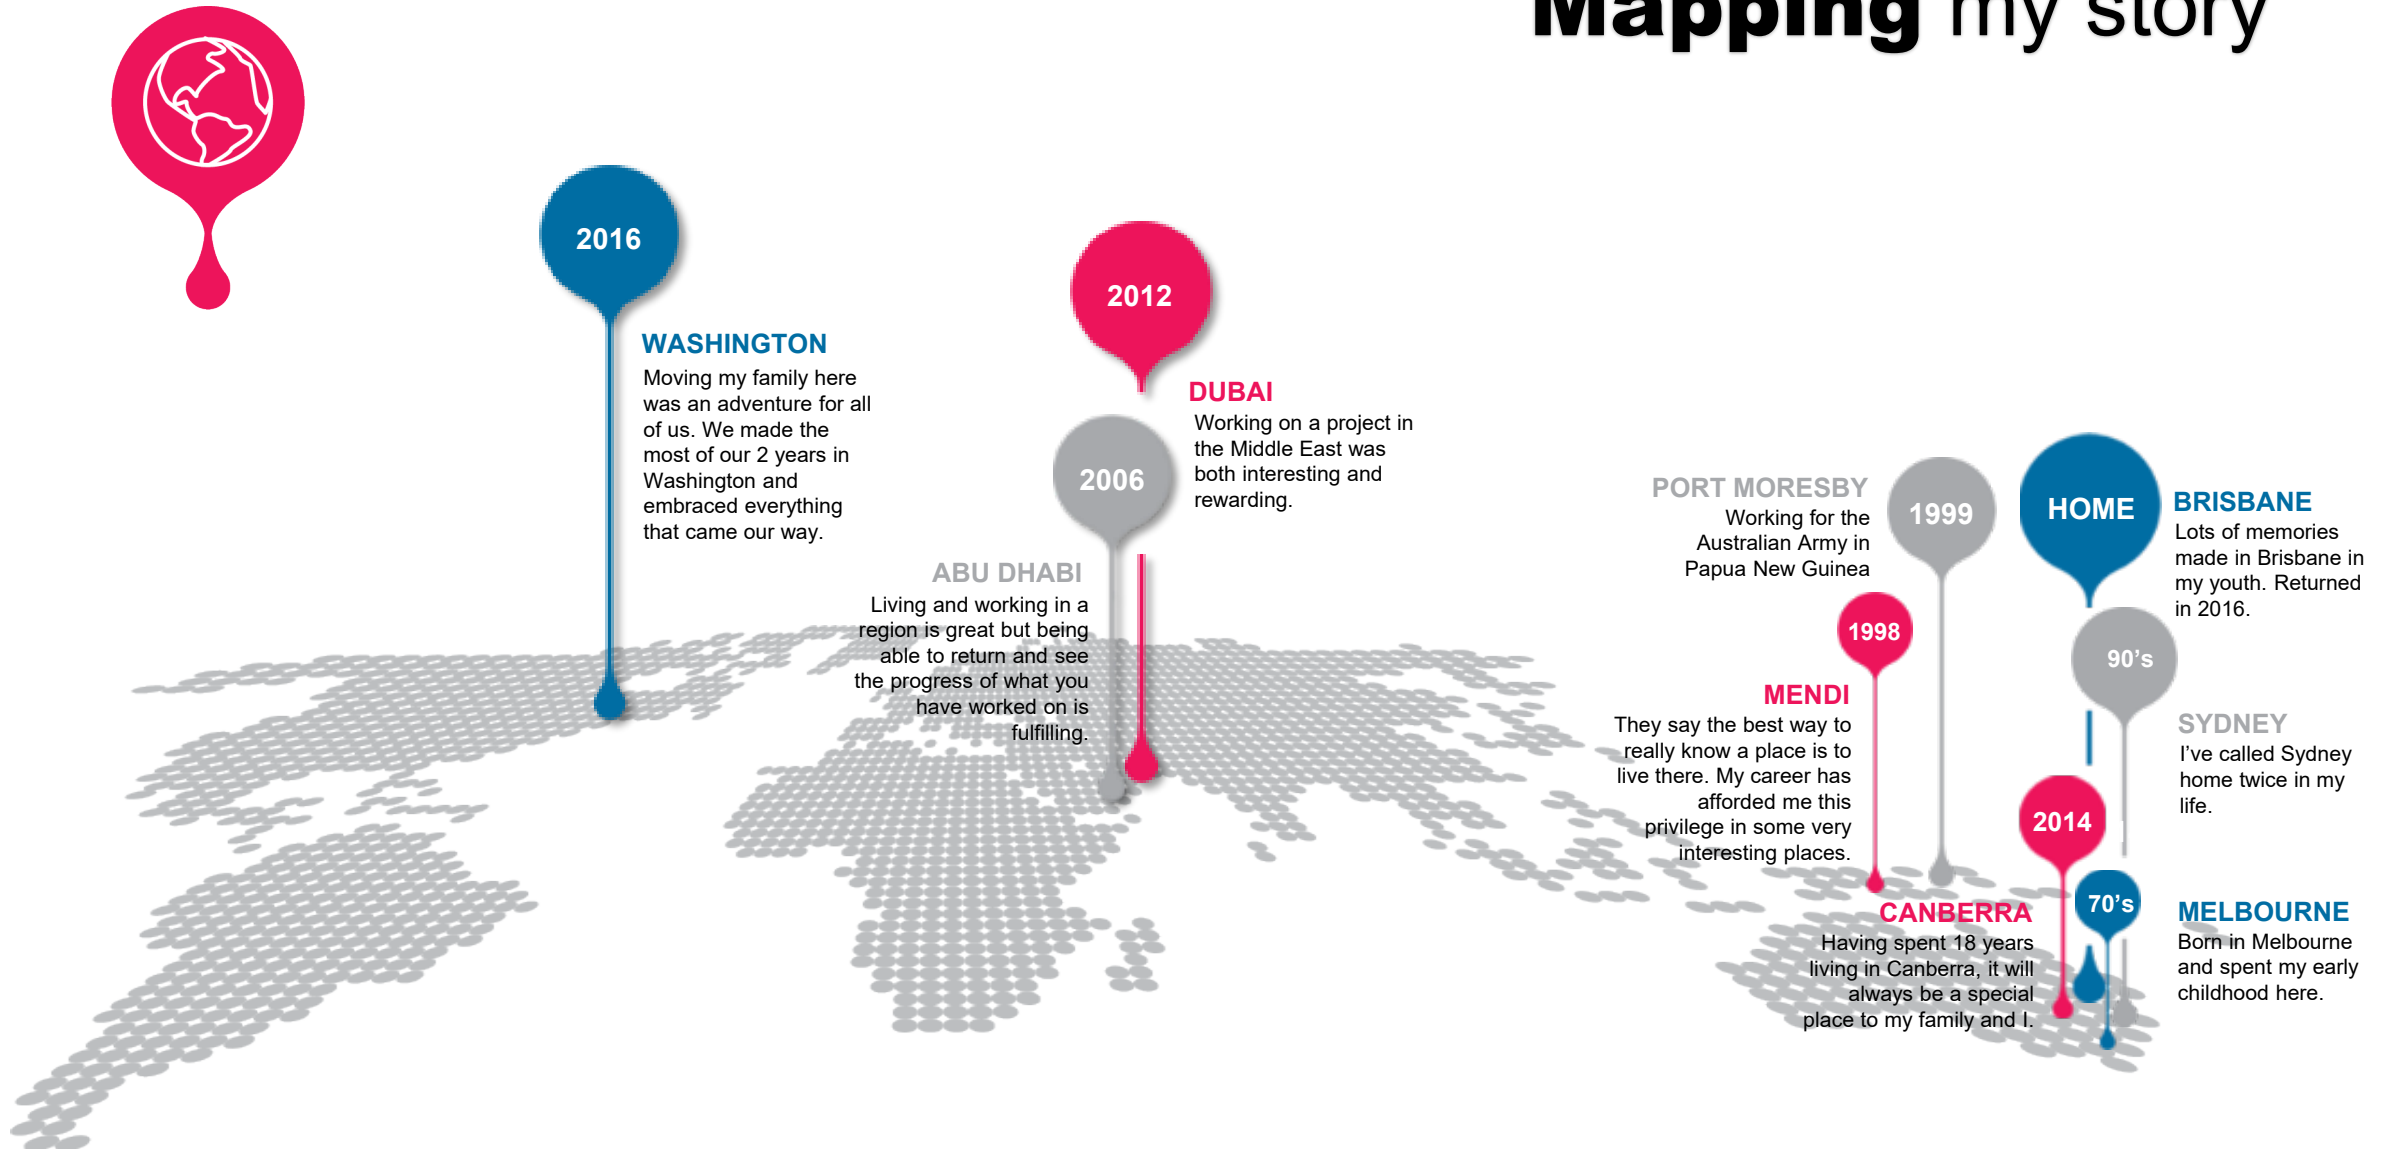 Mapping my story
2016
WASHINGTON
Moving my family here
was an adventure for all
of us. We made the
most of our 2 years in
Washington and
embraced everything
that came our way.
2012
DUBAI
Working on a project in
the Middle East was
both interesting and
rewarding.
2006
ABU DHABI
Living and working in a
region is great but being
able to return and see
the progress of what you
have worked on is
fulfilling.
PORT MORESBY
Working for the
Australian Army in
Papua New Guinea
1999
1998
MENDI
They say the best way to
really know a place is to
live there. My career has
afforded me this
privilege in some very
interesting places.
HOME
BRISBANE
Lots of memories
made in Brisbane in
my youth. Returned
in 2016.
90’s
SYDNEY
I’ve called Sydney
home twice in my
life.
2014
CANBERRA
Having spent 18 years
living in Canberra, it will
always be a special
place to my family and I.
70’s
MELBOURNE
Born in Melbourne
and spent my early
childhood here.